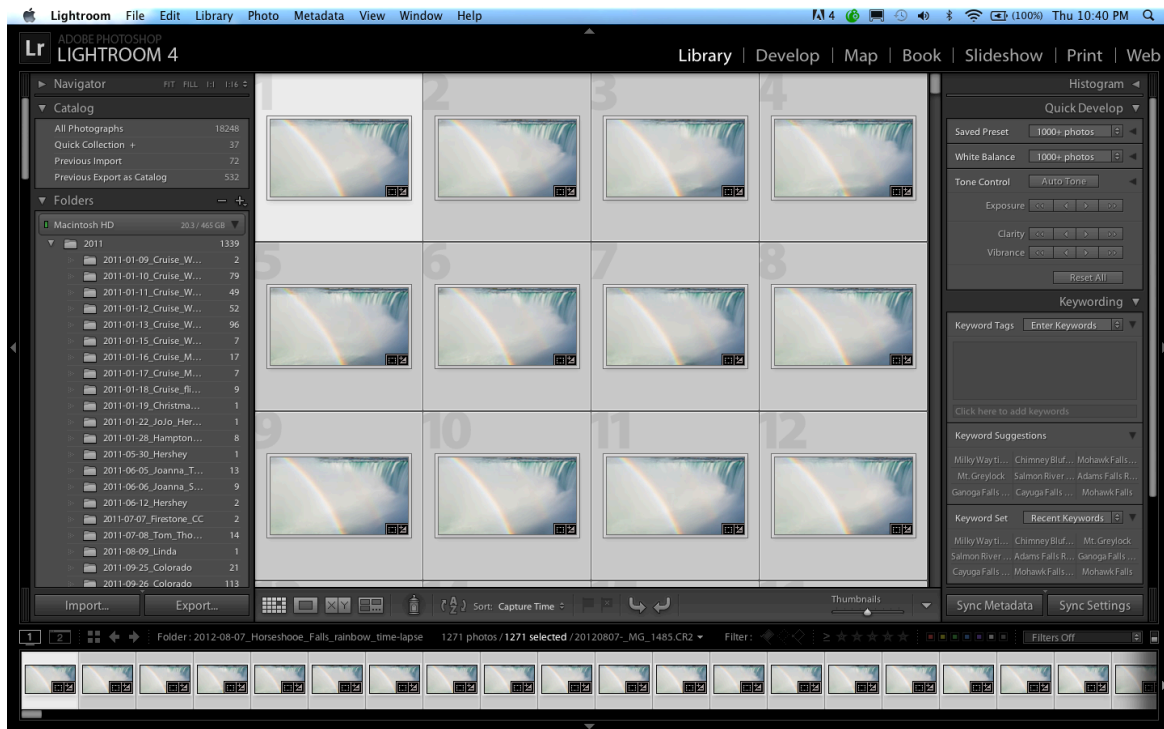 Lightroom File Edit Library Photo Metadata View Window Help
4 (100%) Thu 10:40 PM
Lr ADOBE PHOTOSHOP
LIGHTROOM 4
Library | Develop | Map | Book | Slideshow | Print | Web
Navigator FIT FILL 1:1 1:16
Catalog
All Photographs 18248
Quick Collection + 37
Previous Import 72
Previous Export as Catalog 532
Folders
Macintosh HD 20.3 / 465 GB
2011 1339
2011-01-09_Cruise_W... 2
2011-01-10_Cruise_W... 79
2011-01-11_Cruise_W... 49
2011-01-12_Cruise_W... 52
2011-01-13_Cruise_W... 96
2011-01-15_Cruise_W... 7
2011-01-16_Cruise_M... 17
2011-01-17_Cruise_M... 7
2011-01-18_Cruise_fli... 9
2011-01-19_Christma... 1
2011-01-22_JoJo_Her... 1
2011-01-28_Hampton... 8
2011-05-30_Hershey 1
2011-06-05_Joanna_T... 13
2011-06-06_Joanna_S... 9
2011-06-12_Hershey 2
2011-07-07_Firestone_CC 2
2011-07-08_Tom_Tho... 14
2011-08-09_Linda 1
2011-09-25_Colorado 21
2011-09-26_Colorado 113
Import... Export...
1 2 3 4
5 6 7 8
9 10 11 12
Sort: Capture Time
Thumbnails
Histogram
Quick Develop
Saved Preset 1000+ photos
White Balance 1000+ photos
Tone Control Auto Tone
Exposure
Clarity
Vibrance
Reset All
Keywording
Keyword Tags Enter Keywords
Click here to add keywords
Keyword Suggestions
Milky Way ti... Chimney Bluf... Mohawk Falls...
Mt. Greylock Salmon River ... Adams Falls R...
Ganoga Falls ... Cayuga Falls ... Mohawk Falls
Keyword Set Recent Keywords
Milky Way ti... Chimney Bluf... Mt. Greylock
Salmon River ... Adams Falls R... Ganoga Falls ...
Cayuga Falls ... Mohawk Falls... Mohawk Falls
Sync Metadata Sync Settings
1 2 Folder: 2012-08-07_Horseshooe_Falls_rainbow_time-lapse 1271 photos / 1271 selected / 20120807-_MG_1485.CR2 Filter: Filters Off